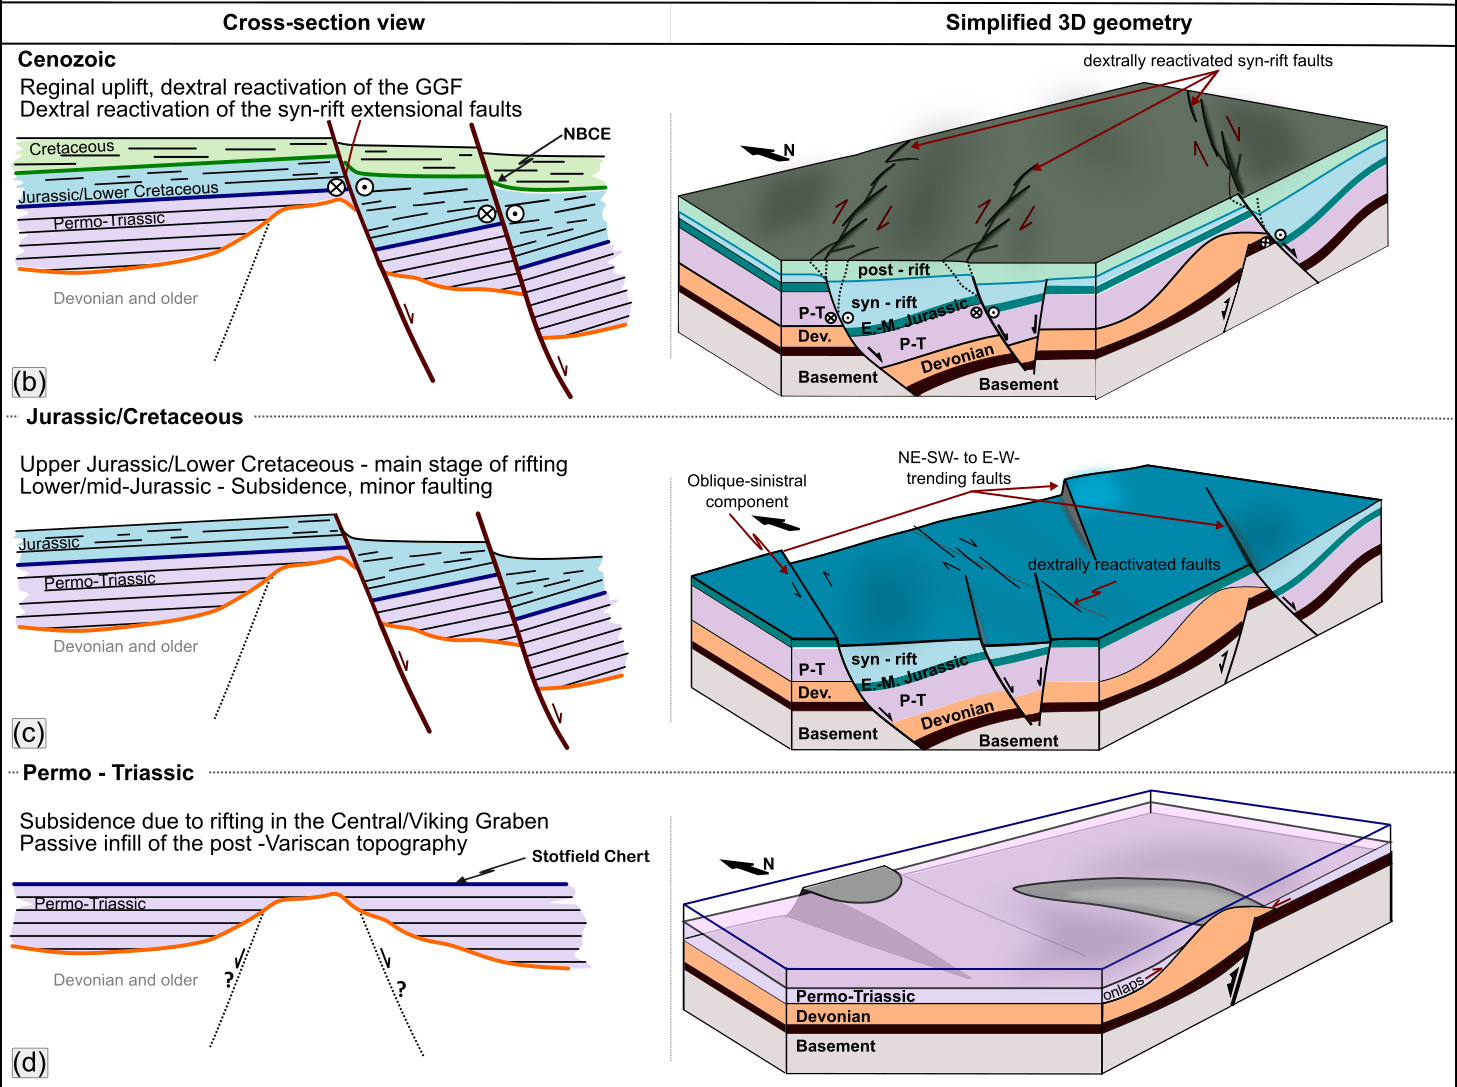 Cross-section view
Simplified 3D geometry
Cenozoic
Reginal uplift, dextral reactivation of the GGF
Dextral reactivation of the syn-rift extensional faults
NBCE
Cretaceous
Jurassic/Lower Cretaceous
Permo-Triassic
Devonian and older
(b)
dextrally reactivated syn-rift faults
N
post - rift
syn - rift
P-T
E.-M. Jurassic
Dev.
P-T
Devonian
Basement
Basement
Jurassic/Cretaceous
Upper Jurassic/Lower Cretaceous - main stage of rifting
Lower/mid-Jurassic - Subsidence, minor faulting
Jurassic
Permo-Triassic
Devonian and older
(c)
NE-SW- to E-W-
trending faults
Oblique-sinistral
component
dextrally reactivated faults
syn - rift
P-T
E.-M. Jurassic
Dev.
P-T
Devonian
Basement
Basement
Permo - Triassic
Subsidence due to rifting in the Central/Viking Graben
Passive infill of the post -Variscan topography
Stotfield Chert
Permo-Triassic
Devonian and older
?
?
(d)
N
onlaps
Permo-Triassic
Devonian
Basement